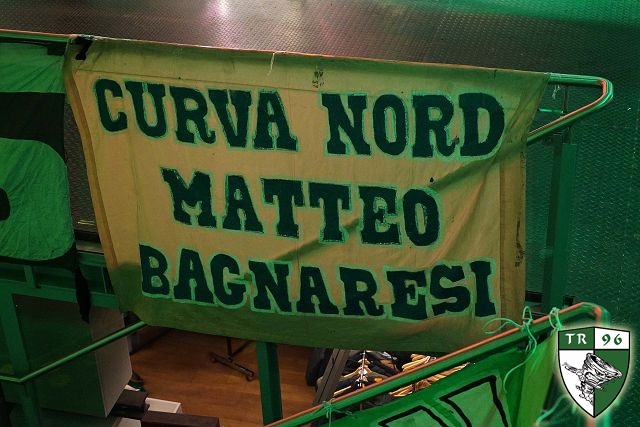 CURVA NORD
MATTEO
BAGNARESI
TR 96